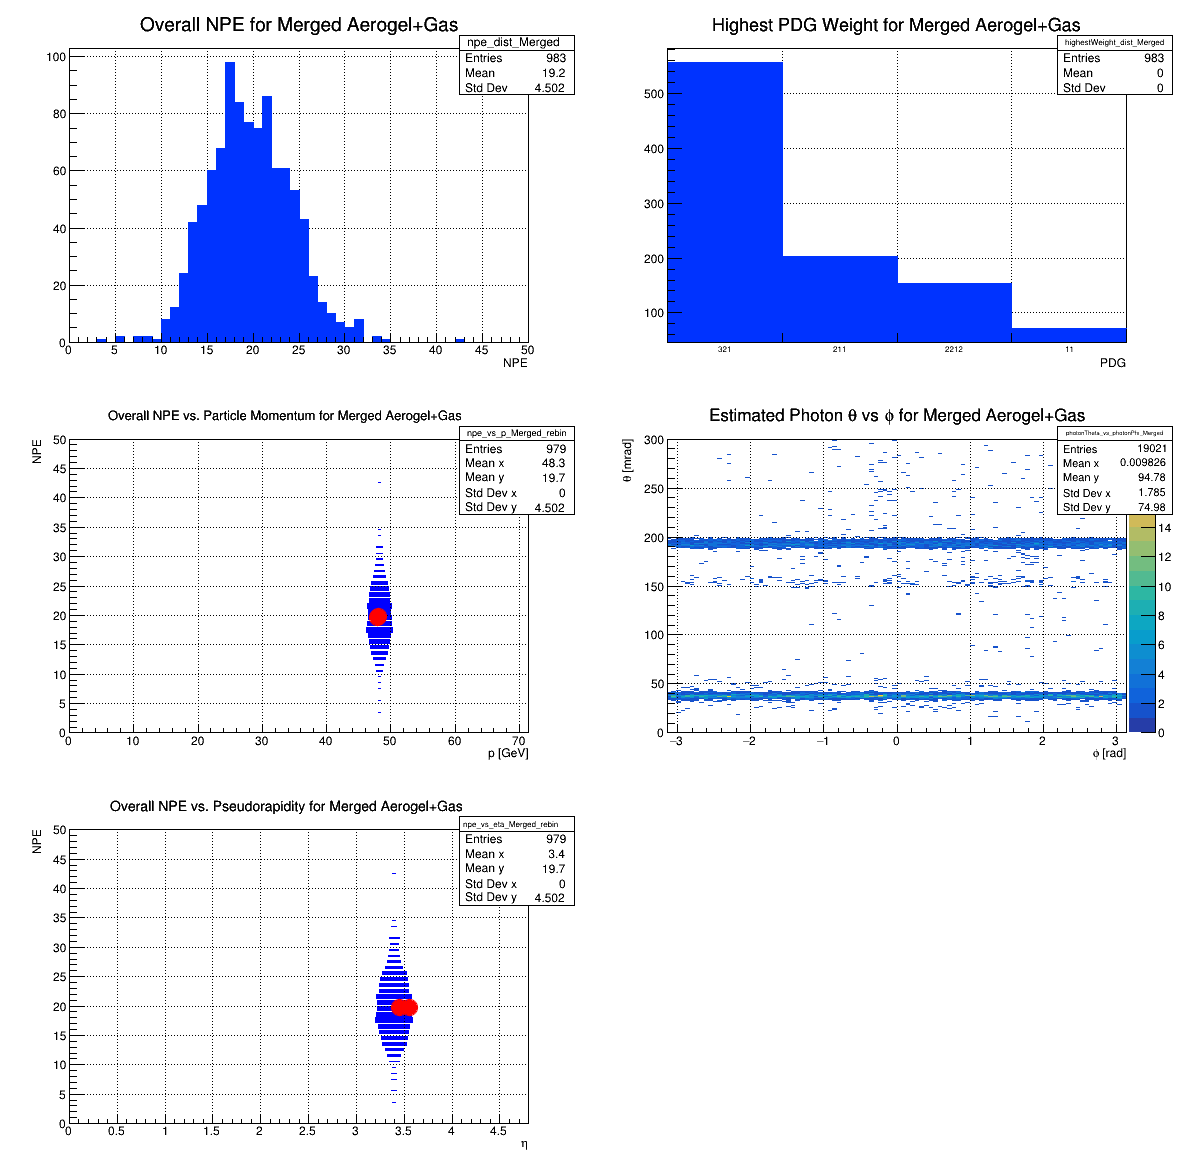 Overall NPE for Merged Aerogel+Gas
npe_dist_Merged
Entries 983
Mean 19.2
Std Dev 4.502
100
80
60
40
20
0
0 5 10 15 20 25 30 35 40 45 50
NPE
Highest PDG Weight for Merged Aerogel+Gas
highestWeight_dist_Merged
Entries 983
Mean 0
Std Dev 0
500
400
300
200
100
321 211 2212 11
PDG
Overall NPE vs. Particle Momentum for Merged Aerogel+Gas
npe_vs_p_Merged_rebin
Entries 979
Mean x 48.3
Mean y 19.7
Std Dev x 0
Std Dev y 4.502
NPE
50
45
40
35
30
25
20
15
10
5
0
0 10 20 30 40 50 60 70
p [GeV]
Estimated Photon θ vs ϕ for Merged Aerogel+Gas
photonTheta_vs_photonPhi_Merged
Entries 19021
Mean x 0.009826
Mean y 94.78
Std Dev x 1.785
Std Dev y 74.98
θ [mrad]
300
250
200
150
100
50
0
−3 −2 −1 0 1 2 3
ϕ [rad]
14
12
10
8
6
4
2
0
Overall NPE vs. Pseudorapidity for Merged Aerogel+Gas
npe_vs_eta_Merged_rebin
Entries 979
Mean x 3.4
Mean y 19.7
Std Dev x 0
Std Dev y 4.502
NPE
50
45
40
35
30
25
20
15
10
5
0
0 0.5 1 1.5 2 2.5 3 3.5 4 4.5
η